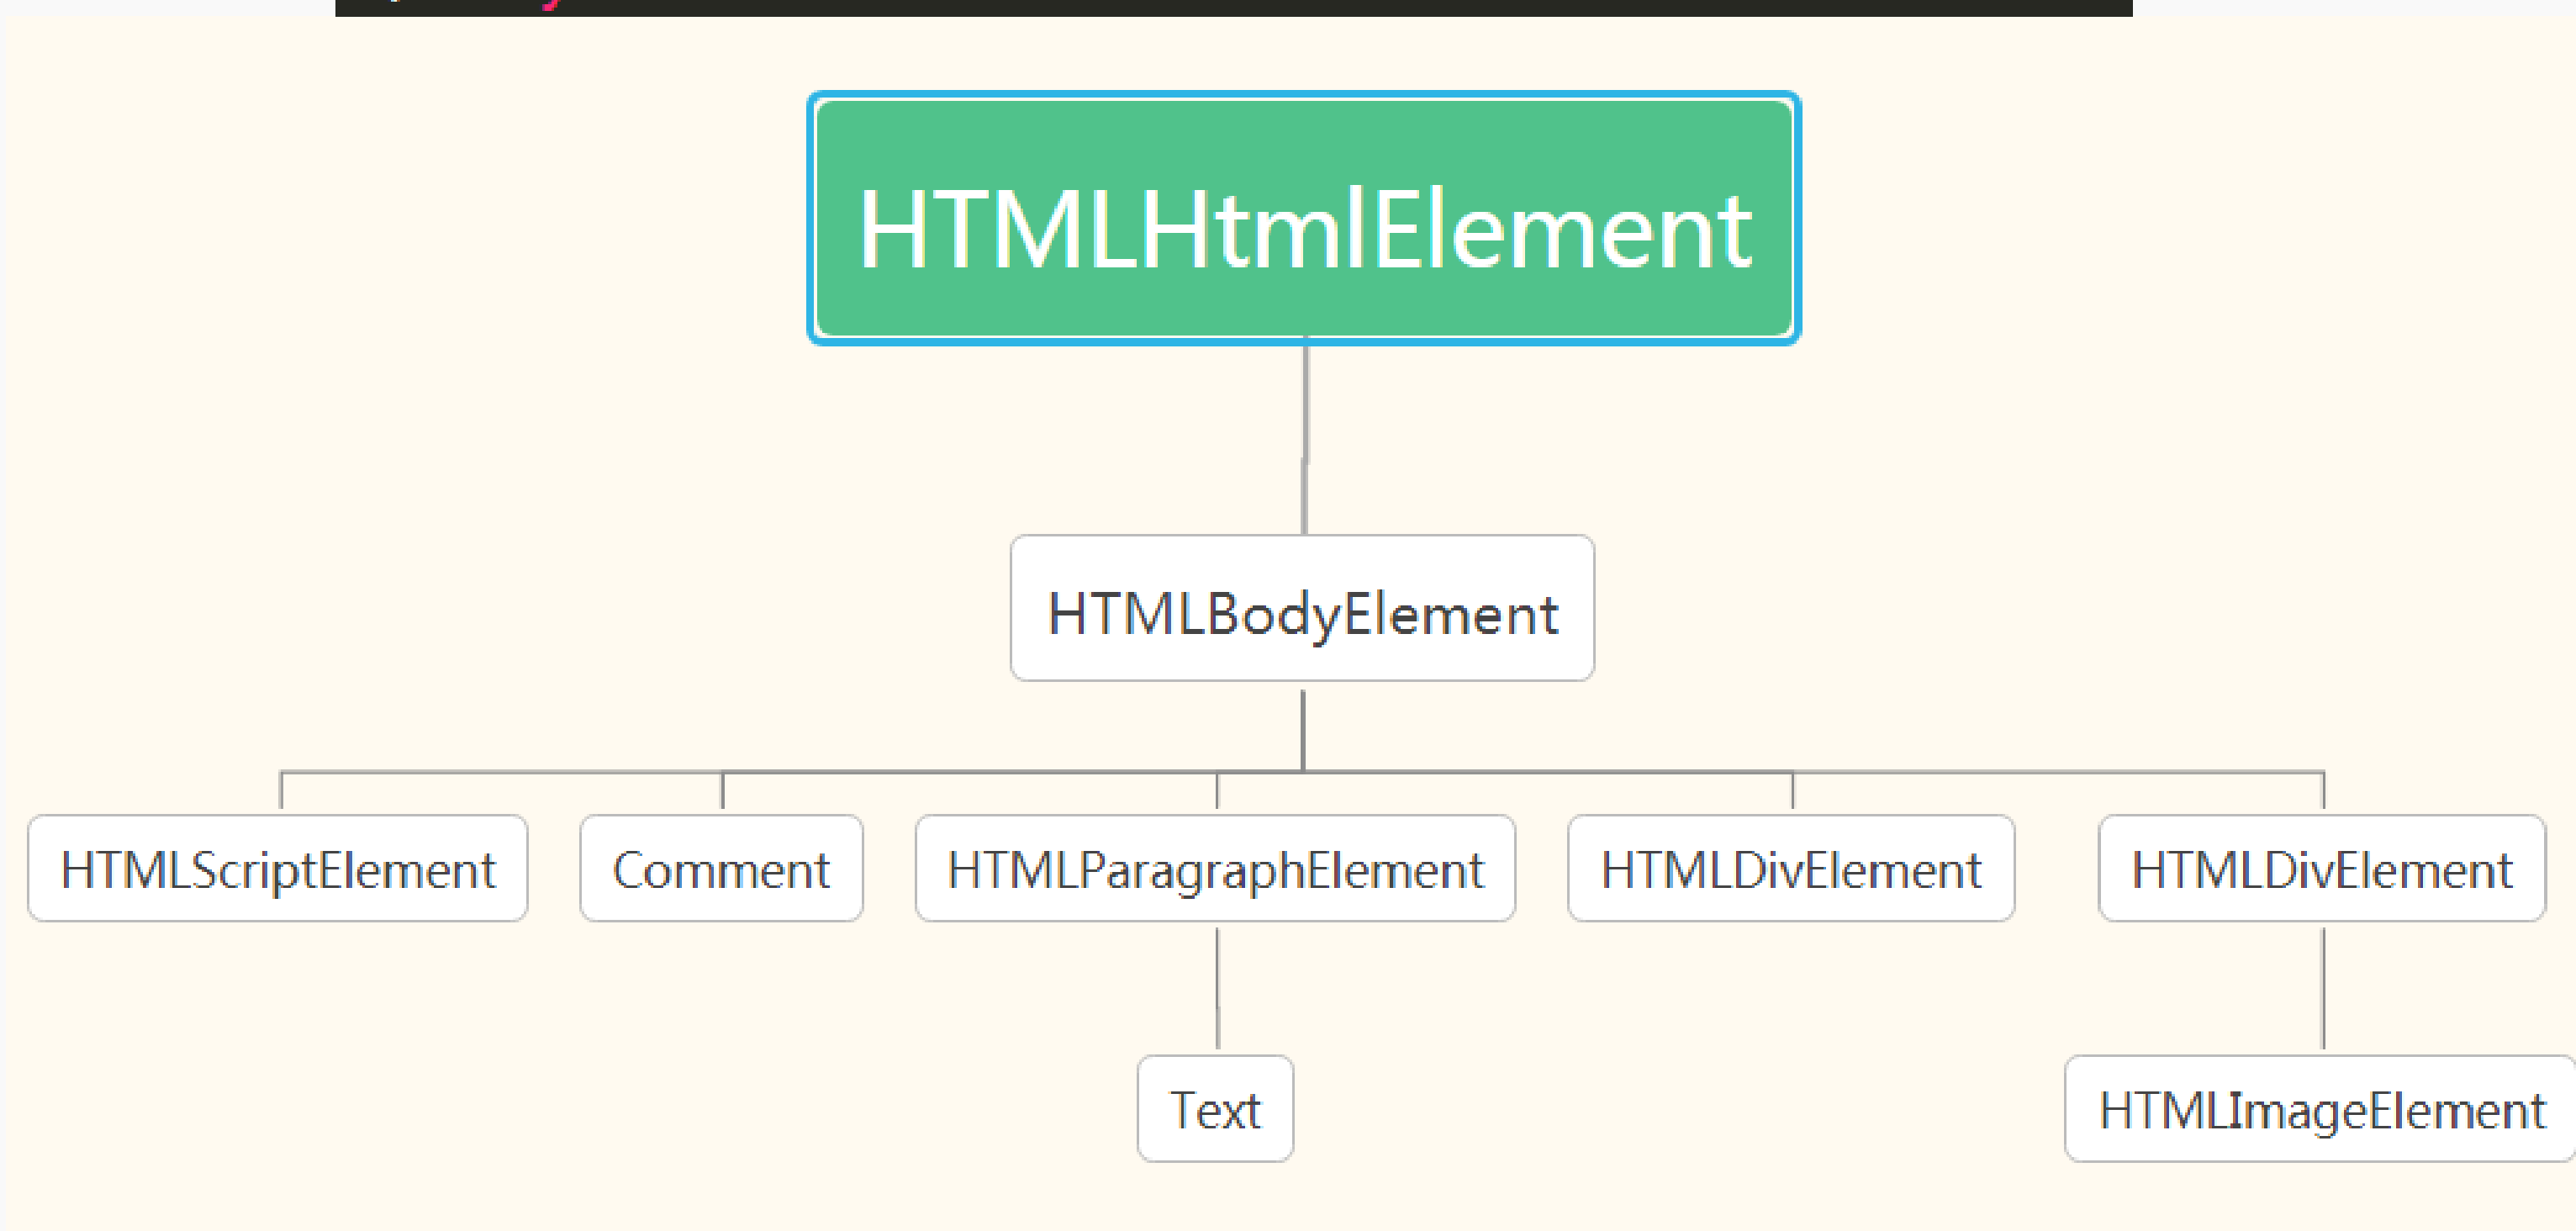 HTMLHtmlElement
HTMLBodyElement
HTMLScriptElement
Comment
HTMLParagraphElement
HTMLDivElement
HTMLDivElement
Text
HTMLImageElement